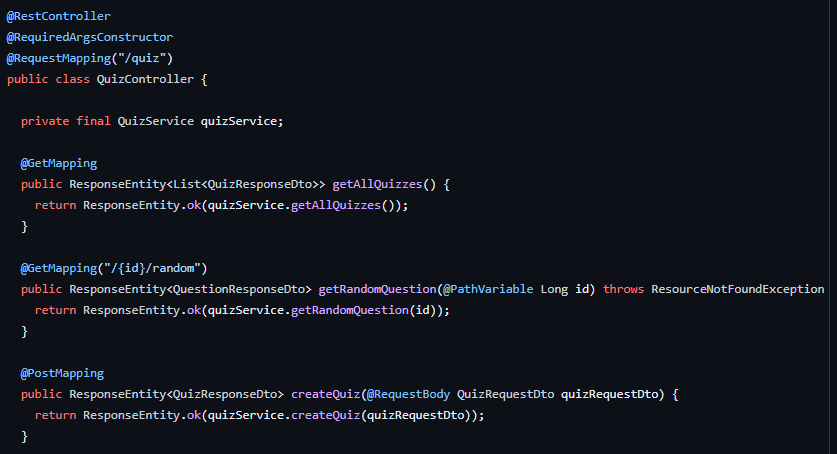 @RestController
@RequiredArgsConstructor
@RequestMapping("/quiz")
public class QuizController {
private final QuizService quizService;
@GetMapping
public ResponseEntity<List<QuizResponseDto>> getAllQuizzes() {
return ResponseEntity.ok(quizService.getAllQuizzes());
}
@GetMapping("/{id}/random")
public ResponseEntity<QuestionResponseDto> getRandomQuestion(@PathVariable Long id) throws ResourceNotFoundException
return ResponseEntity.ok(quizService.getRandomQuestion(id));
}
@PostMapping
public ResponseEntity<QuizResponseDto> createQuiz(@RequestBody QuizRequestDto quizRequestDto) {
return ResponseEntity.ok(quizService.createQuiz(quizRequestDto));
}